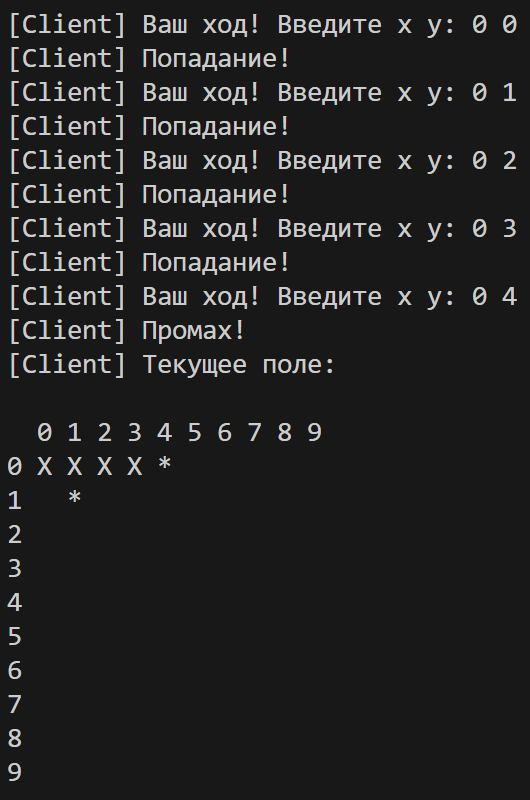 [Client] Ваш ход! Введите x y: 0 0
[Client] Попадание!
[Client] Ваш ход! Введите x y: 0 1
[Client] Попадание!
[Client] Ваш ход! Введите x y: 0 2
[Client] Попадание!
[Client] Ваш ход! Введите x y: 0 3
[Client] Попадание!
[Client] Ваш ход! Введите x y: 0 4
[Client] Промах!
[Client] Текущее поле:

  0 1 2 3 4 5 6 7 8 9
0 X X X X *
1   *
2
3
4
5
6
7
8
9